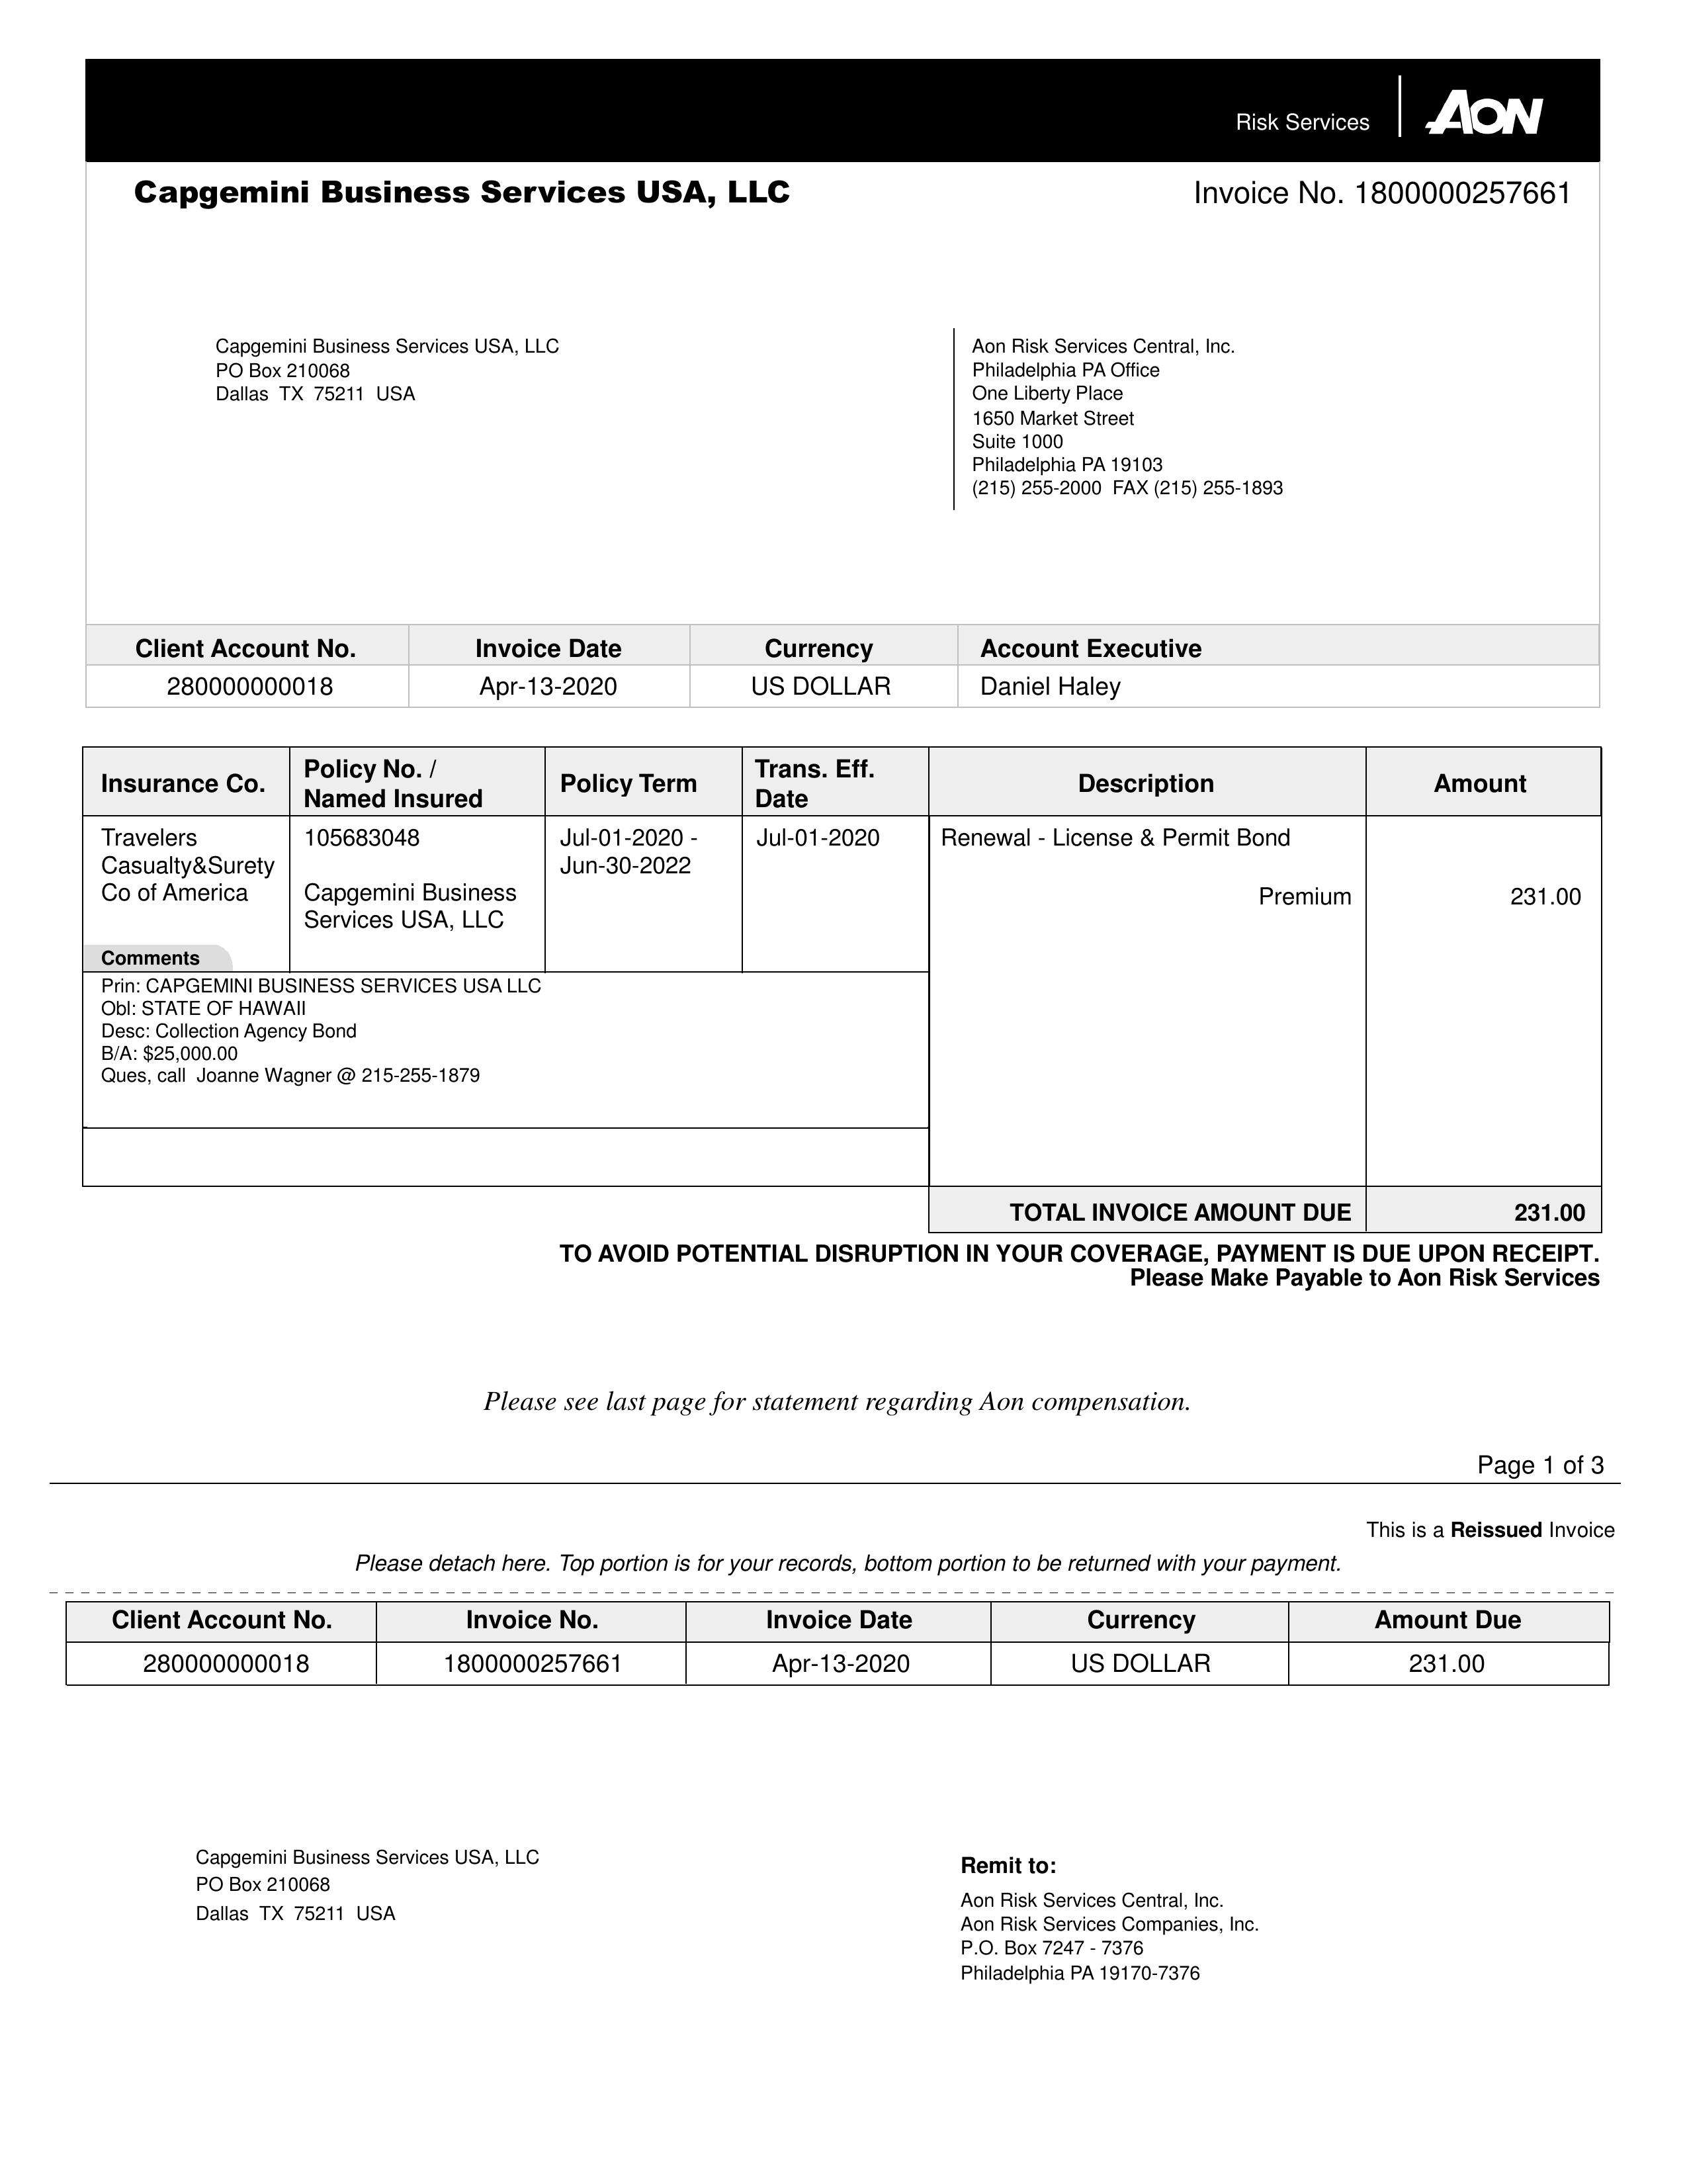 Risk Services
AON
Capgemini Business Services USA, LLC
Invoice No. 1800000257661
Capgemini Business Services USA, LLC
PO Box 210068
Dallas TX 75211 USA
Aon Risk Services Central, Inc.
Philadelphia PA Office
One Liberty Place
1650 Market Street
Suite 1000
Philadelphia PA 19103
(215) 255-2000 FAX (215) 255-1893
Client Account No. Invoice Date Currency Account Executive
280000000018 Apr-13-2020 US DOLLAR Daniel Haley
Insurance Co.
Policy No. /
Named Insured
Policy Term
Trans. Eff.
Date
Description
Amount
Travelers
Casualty&Surety
Co of America
105683048
Capgemini Business
Services USA, LLC
Jul-01-2020 -
Jun-30-2022
Jul-01-2020
Renewal - License & Permit Bond
Premium 231.00
Comments
Prin: CAPGEMINI BUSINESS SERVICES USA LLC
Obl: STATE OF HAWAII
Desc: Collection Agency Bond
B/A: $25,000.00
Ques, call Joanne Wagner @ 215-255-1879
TOTAL INVOICE AMOUNT DUE 231.00
TO AVOID POTENTIAL DISRUPTION IN YOUR COVERAGE, PAYMENT IS DUE UPON RECEIPT.
Please Make Payable to Aon Risk Services
Please see last page for statement regarding Aon compensation.
Page 1 of 3
This is a Reissued Invoice
Please detach here. Top portion is for your records, bottom portion to be returned with your payment.
Client Account No. Invoice No. Invoice Date Currency Amount Due
280000000018 1800000257661 Apr-13-2020 US DOLLAR 231.00
Capgemini Business Services USA, LLC
PO Box 210068
Dallas TX 75211 USA
Remit to:
Aon Risk Services Central, Inc.
Aon Risk Services Companies, Inc.
P.O. Box 7247 - 7376
Philadelphia PA 19170-7376